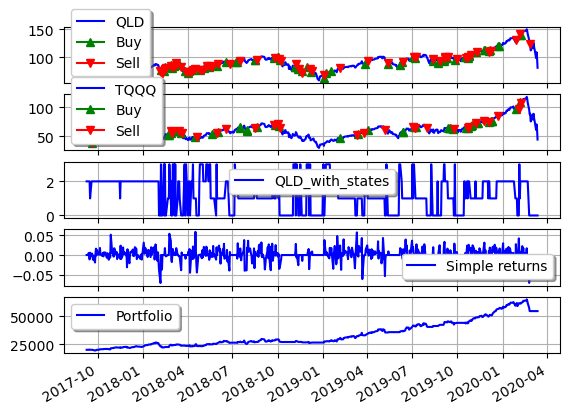 QLD
Buy
Sell
150
100
TQQQ
Buy
Sell
100
50
QLD_with_states
2
0
0.05
0.00
−0.05
Simple returns
Portfolio
50000
25000
2017-10
2018-01
2018-04
2018-07
2018-10
2019-01
2019-04
2019-07
2019-10
2020-01
2020-04